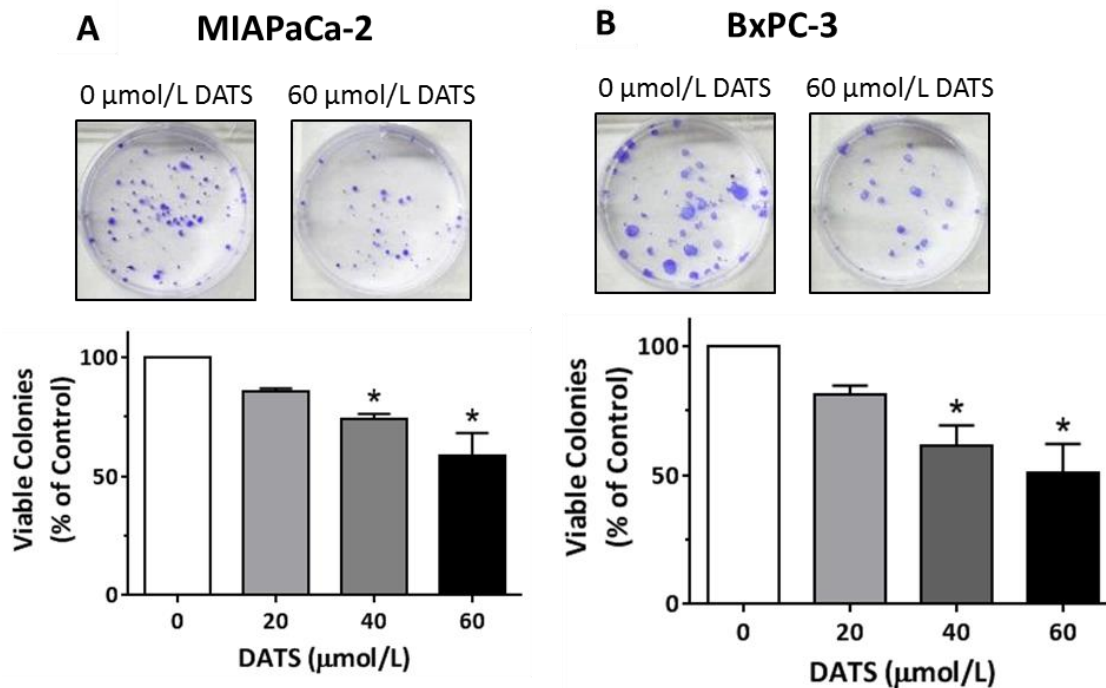 A MIAPaCa-2
0 μmol/L DATS 60 μmol/L DATS
Viable Colonies
(% of Control)
100
50
0
*
*
0 20 40 60
DATS (μmol/L)
B BxPC-3
0 μmol/L DATS 60 μmol/L DATS
Viable Colonies
(% of Control)
100
50
0
*
*
0 20 40 60
DATS (μmol/L)